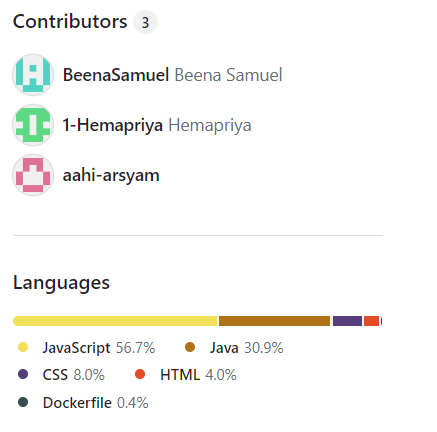 Contributors 3
BeenaSamuel Beena Samuel
1-Hemapriya Hemapriya
aahi-arsyam
Languages
JavaScript 56.7% Java 30.9%
CSS 8.0% HTML 4.0%
Dockerfile 0.4%